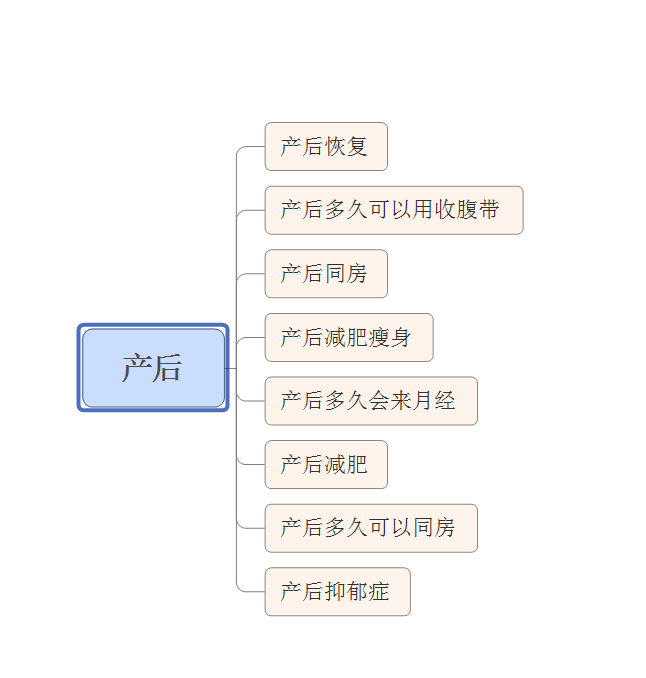 产后恢复
产后多久可以用收腹带
产后同房
产后减肥瘦身
产后
产后多久会来月经
产后减肥
产后多久可以同房
产后抑郁症